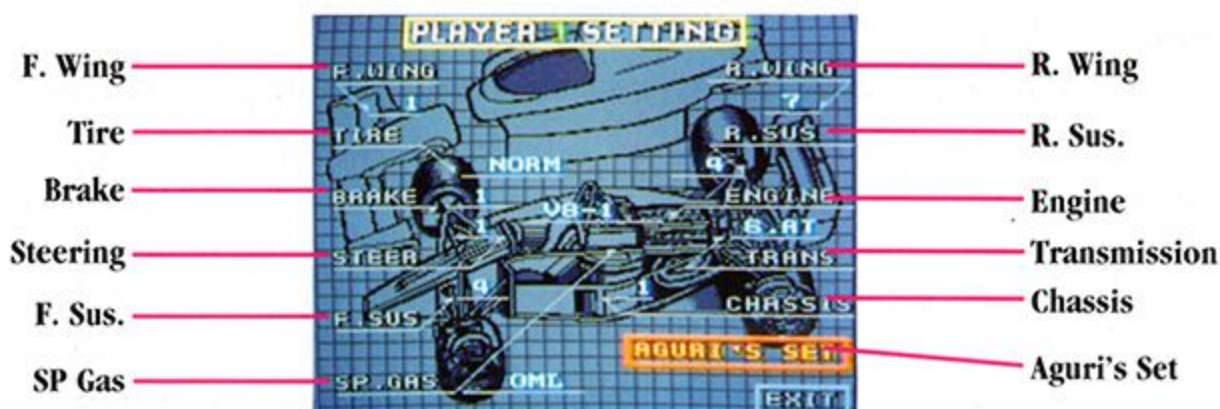 PLAYER 1 SETTING
F. Wing
F.WING
1
R.WING
R. Wing
7
Tire
TIRE
R.SUS
R. Sus.
NORM
4
Brake
BRAKE
1
ENGINE
Engine
V8-1
1
6.AT
Steering
STEER
TRANS
Transmission
4
1
F. Sus.
F.SUS
CHASSIS
Chassis
AGURI'S SET
Aguri's Set
SP Gas
SP.GAS
0ML
EXIT